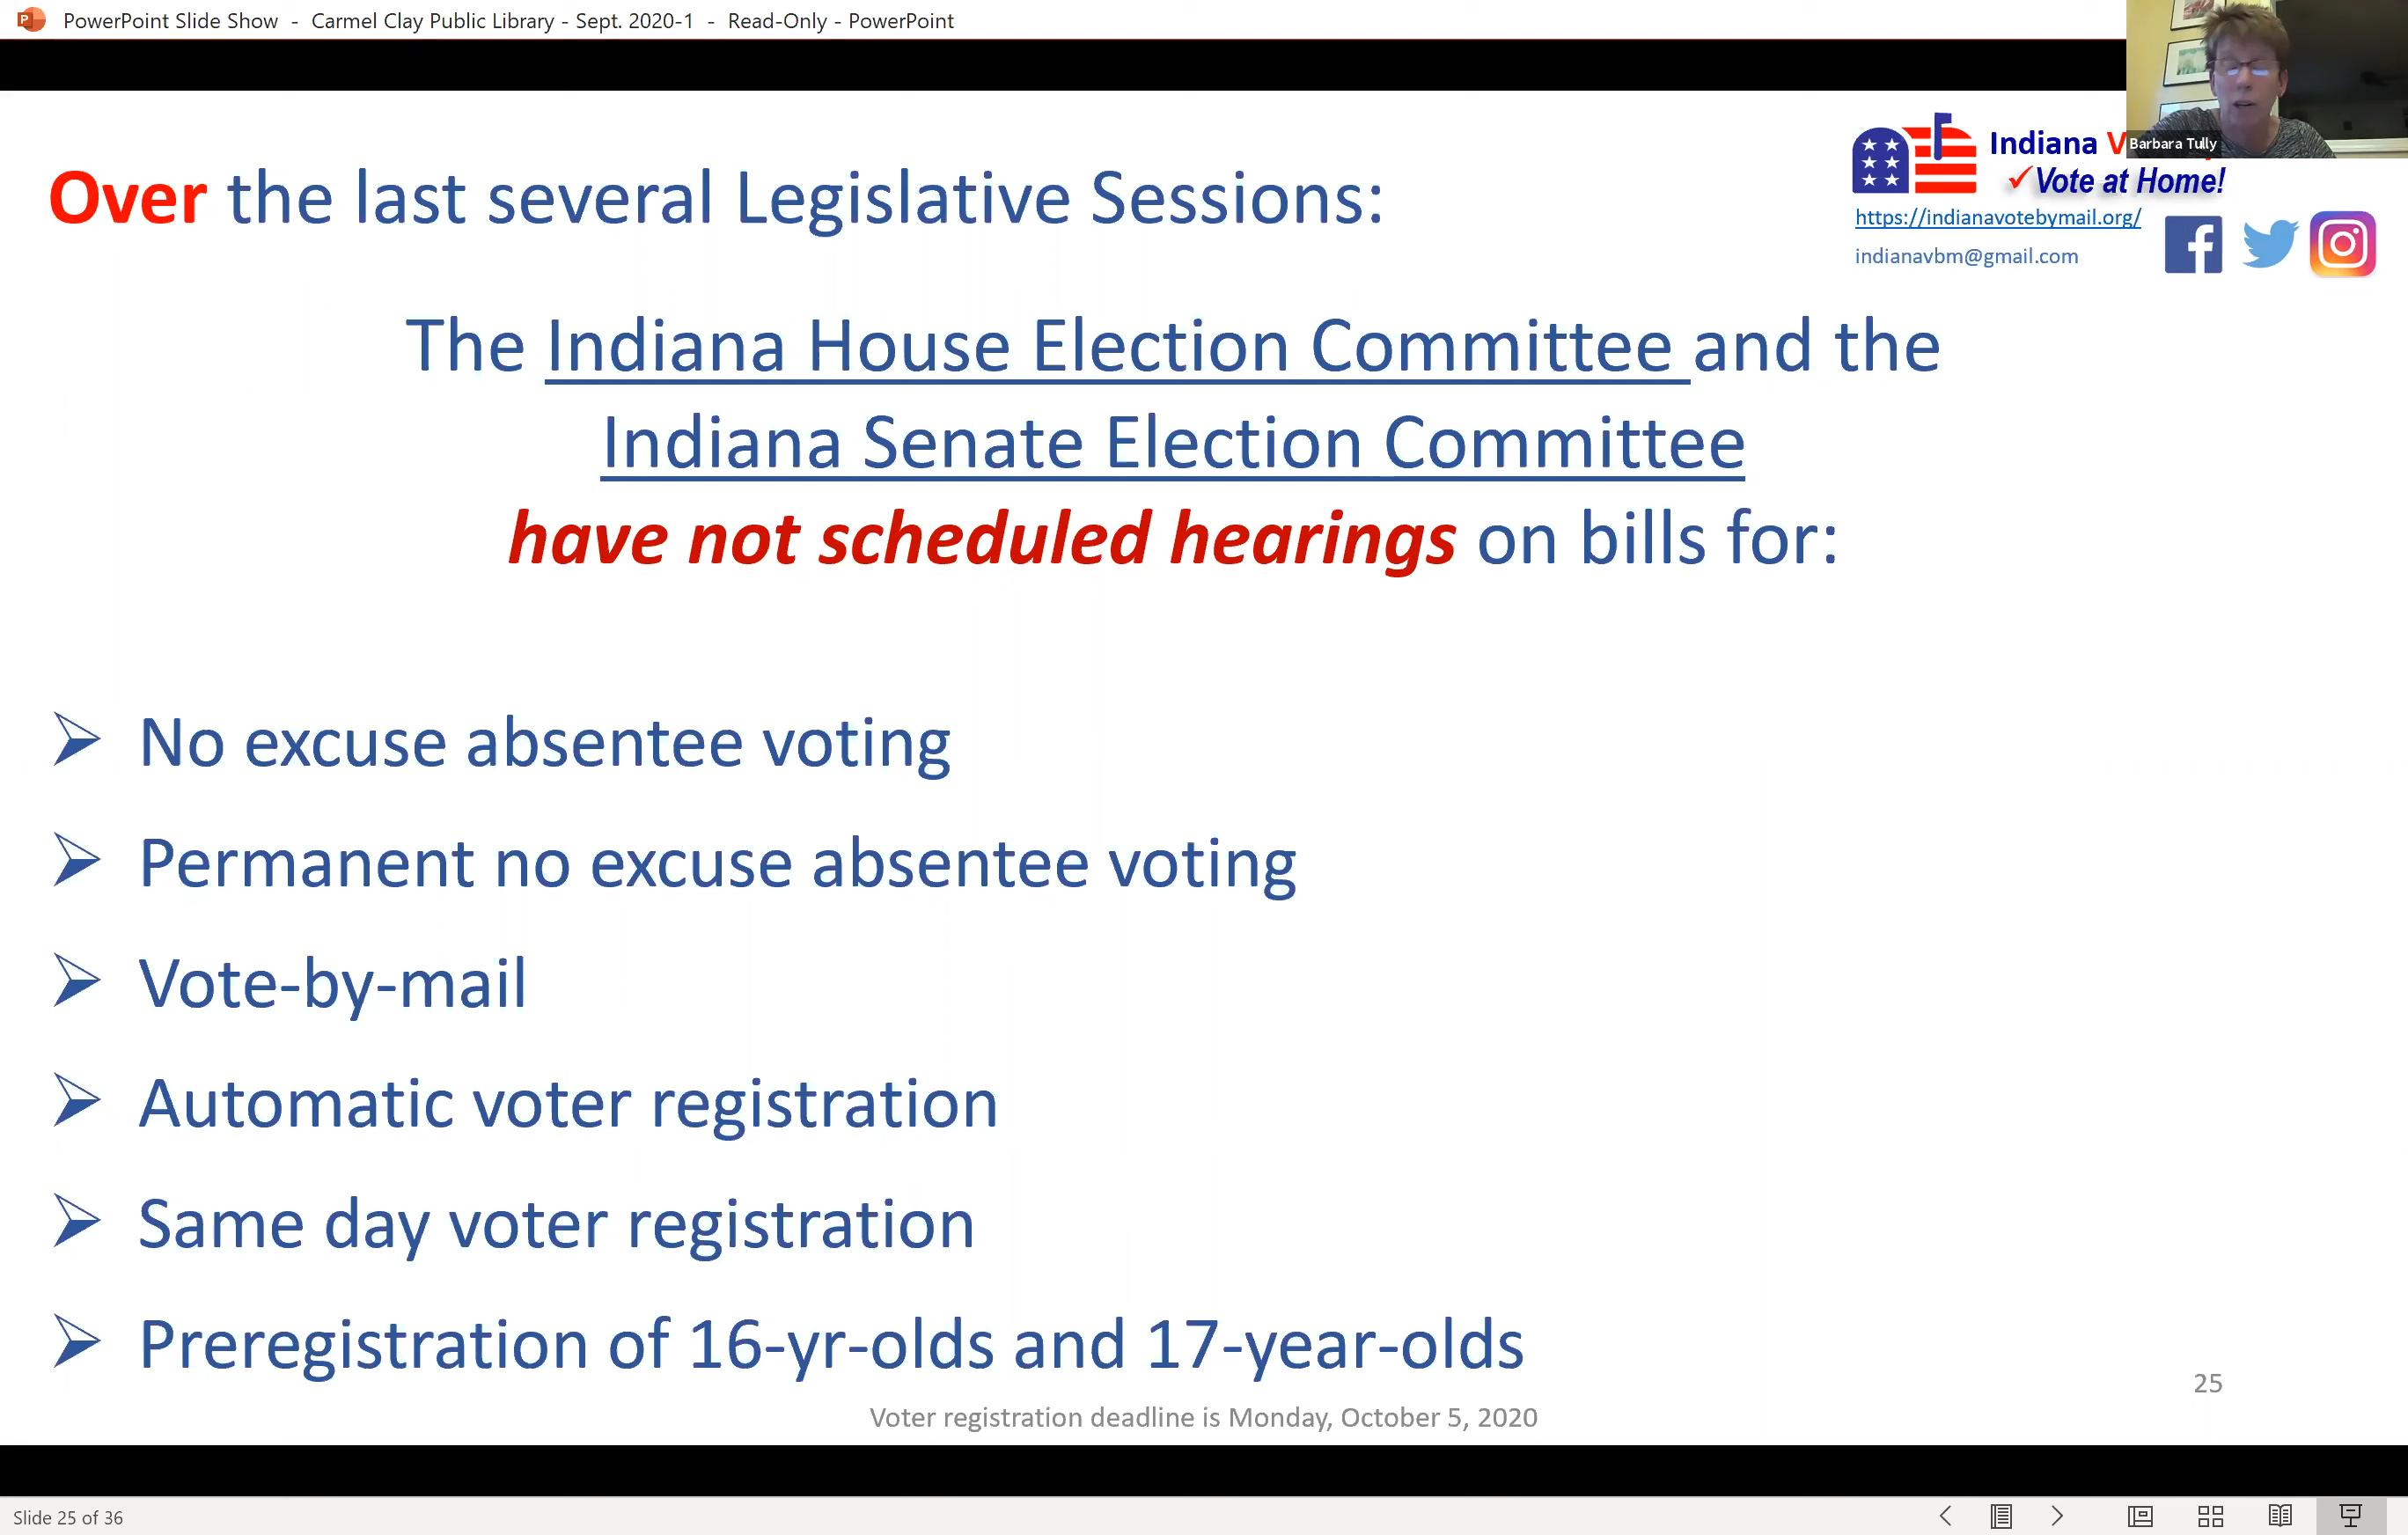 PowerPoint Slide Show - Carmel Clay Public Library - Sept. 2020-1 - Read-Only - PowerPoint
Barbara Tully
Indiana V
✓Vote at Home!
https://indianavotebymail.org/
indianavbm@gmail.com
Over the last several Legislative Sessions:
The Indiana House Election Committee and the
Indiana Senate Election Committee
have not scheduled hearings on bills for:
No excuse absentee voting
Permanent no excuse absentee voting
Vote-by-mail
Automatic voter registration
Same day voter registration
Preregistration of 16-yr-olds and 17-year-olds
25
Voter registration deadline is Monday, October 5, 2020
Slide 25 of 36